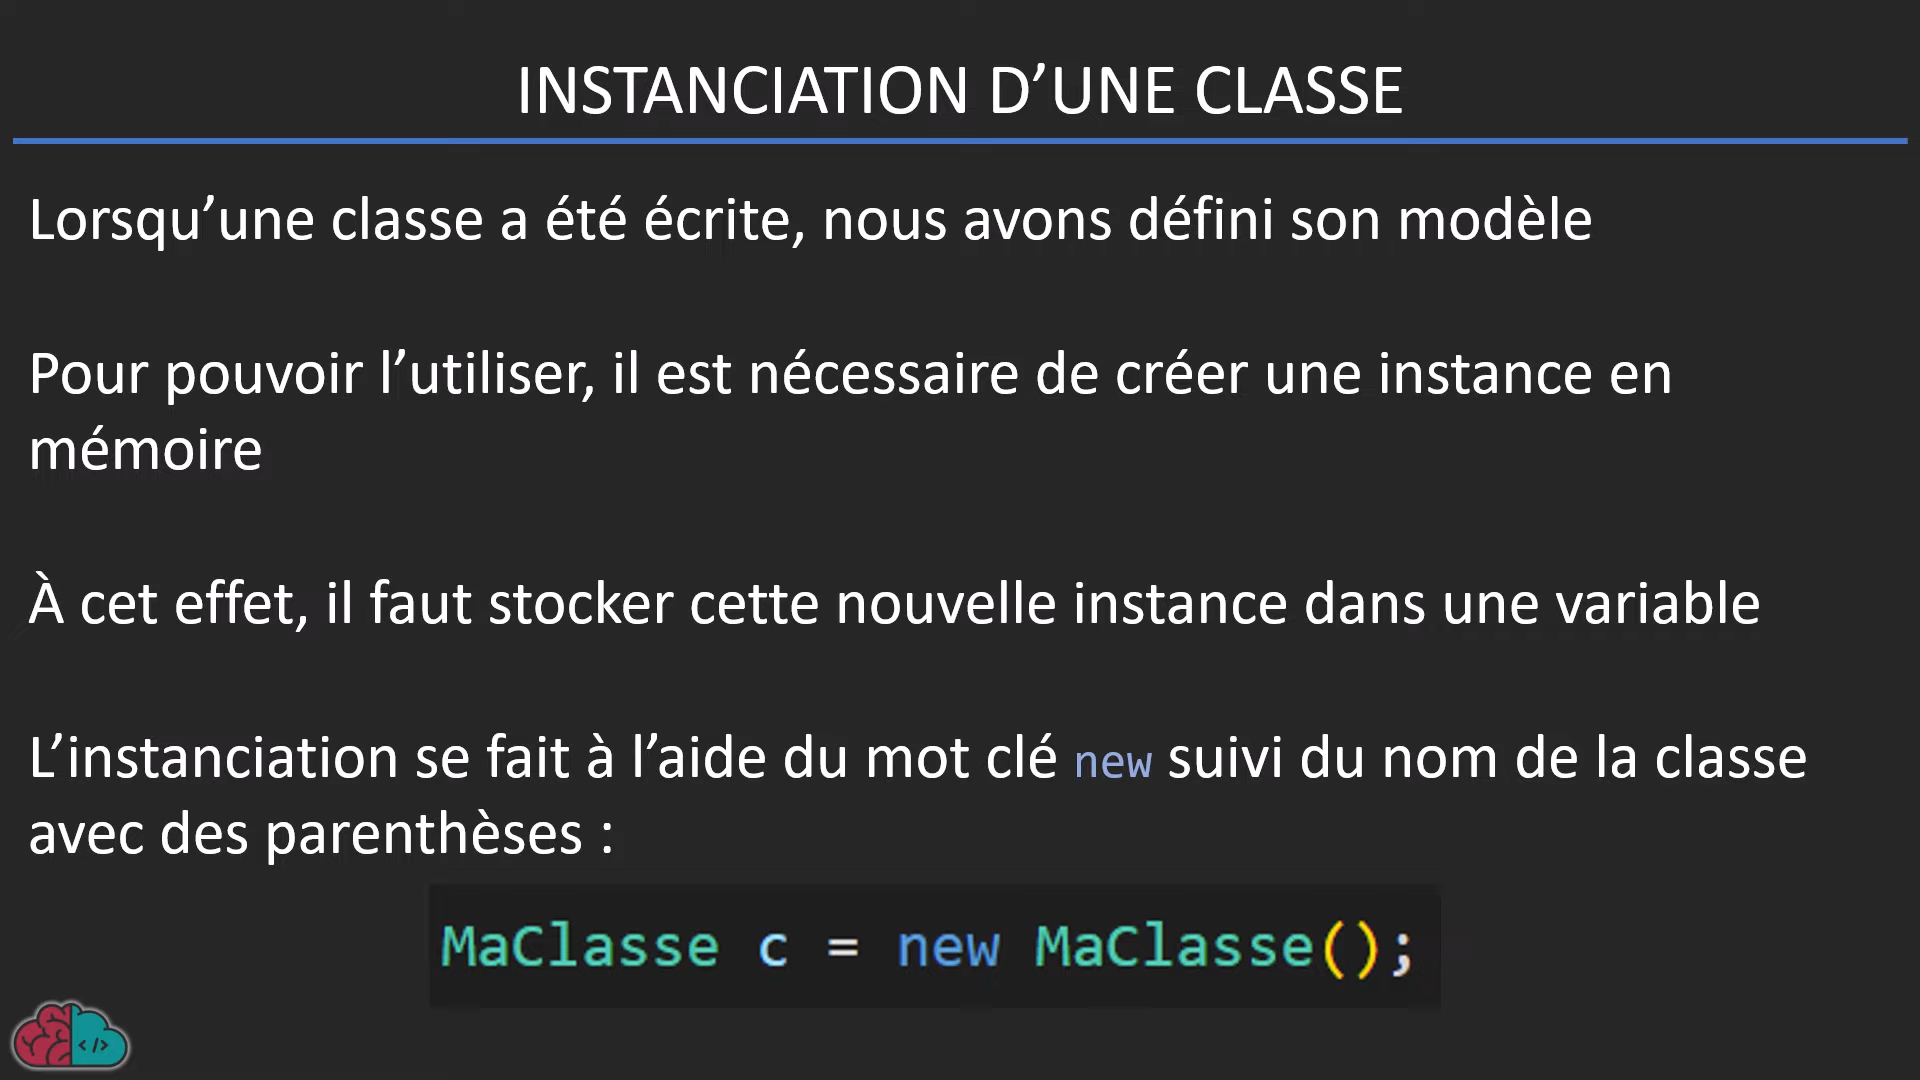 INSTANCIATION D’UNE CLASSE
Lorsqu’une classe a été écrite, nous avons défini son modèle
Pour pouvoir l’utiliser, il est nécessaire de créer une instance en
mémoire
À cet effet, il faut stocker cette nouvelle instance dans une variable
L’instanciation se fait à l’aide du mot clé new suivi du nom de la classe
avec des parenthèses :
MaClasse c = new MaClasse();
</>